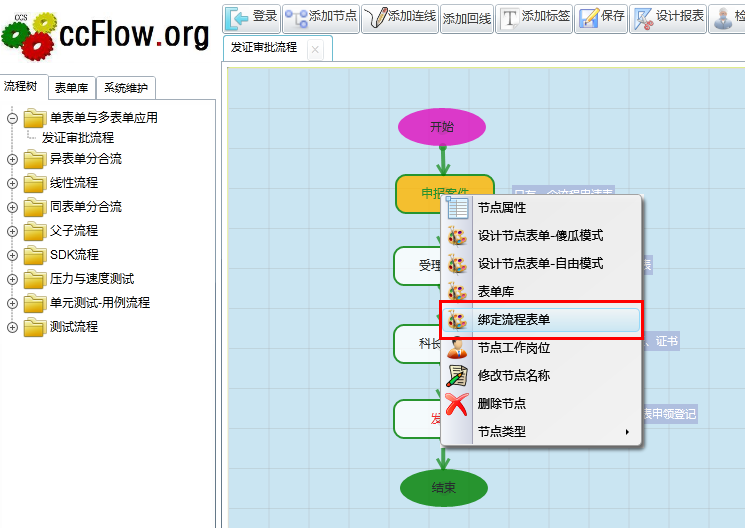 CCS
ccFlow.org
登录
添加节点
添加连线
添加回线
添加标签
保存
设计报表
检
流程树
表单库
系统维护
发证审批流程
单表单与多表单应用
发证审批流程
异表单分合流
线性流程
同表单分合流
父子流程
SDK流程
压力与速度测试
单元测试-用例流程
测试流程
开始
申报案件
受理
科长
发
结束
表
、证书
表申领登记
节点属性
设计节点表单-傻瓜模式
设计节点表单-自由模式
表单库
绑定流程表单
节点工作岗位
修改节点名称
删除节点
节点类型